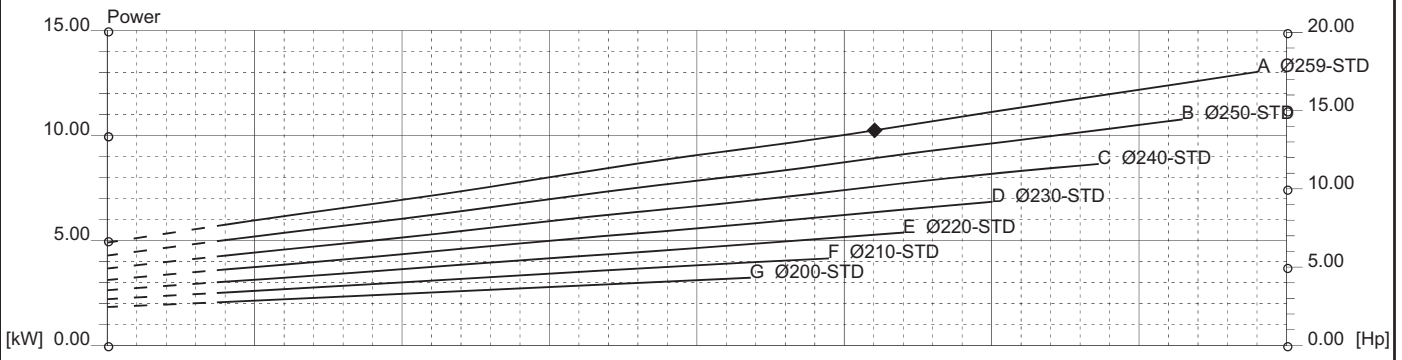 Power
15.00
20.00
A Ø259-STD
15.00
B Ø250-STD
10.00
C Ø240-STD
10.00
D Ø230-STD
E Ø220-STD
5.00
F Ø210-STD
5.00
G Ø200-STD
[kW] 0.00
0.00 [Hp]